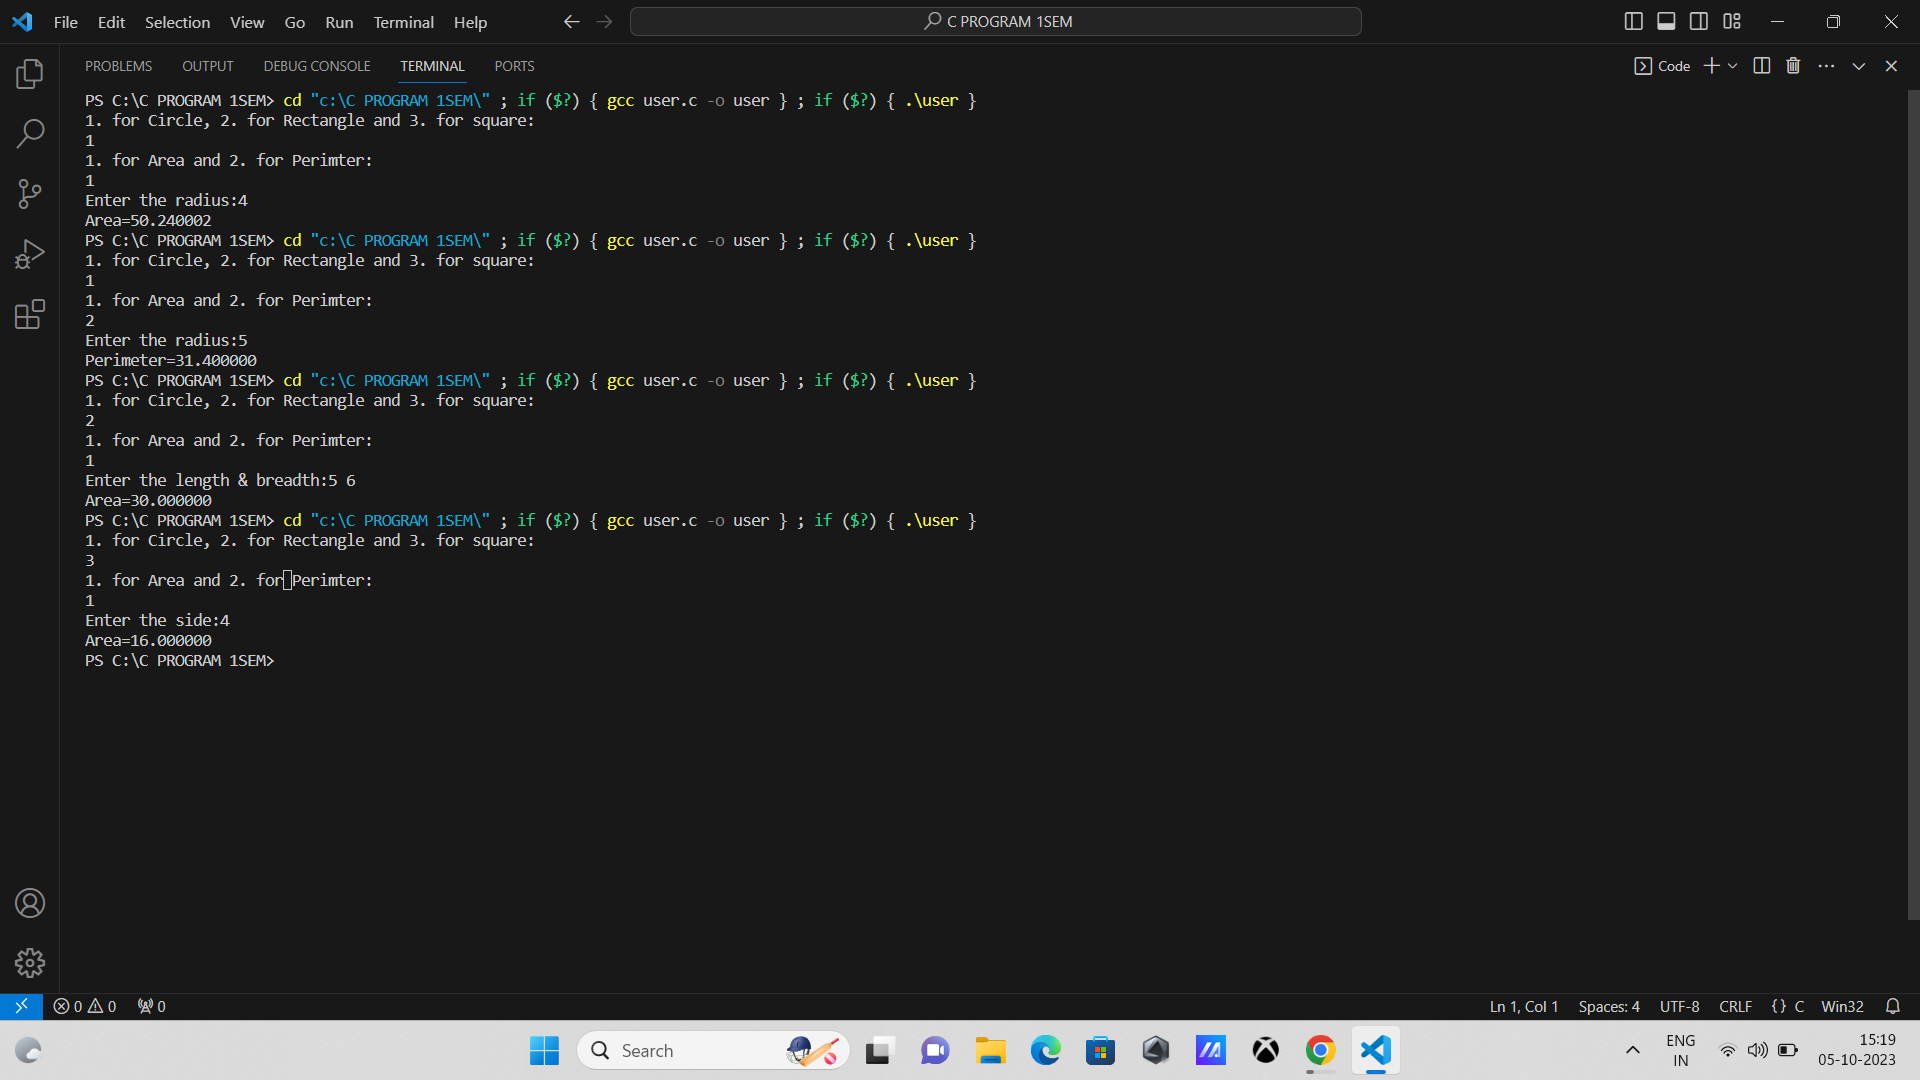 File Edit Selection View Go Run Terminal Help
C PROGRAM 1SEM
PROBLEMS OUTPUT DEBUG CONSOLE TERMINAL PORTS
Code
PS C:\C PROGRAM 1SEM> cd "c:\C PROGRAM 1SEM\" ; if ($?) { gcc user.c -o user } ; if ($?) { .\user }
1. for Circle, 2. for Rectangle and 3. for square:
1
1. for Area and 2. for Perimter:
1
Enter the radius:4
Area=50.240002
PS C:\C PROGRAM 1SEM> cd "c:\C PROGRAM 1SEM\" ; if ($?) { gcc user.c -o user } ; if ($?) { .\user }
1. for Circle, 2. for Rectangle and 3. for square:
1
1. for Area and 2. for Perimter:
2
Enter the radius:5
Perimeter=31.400000
PS C:\C PROGRAM 1SEM> cd "c:\C PROGRAM 1SEM\" ; if ($?) { gcc user.c -o user } ; if ($?) { .\user }
1. for Circle, 2. for Rectangle and 3. for square:
2
1. for Area and 2. for Perimter:
1
Enter the length & breadth:5 6
Area=30.000000
PS C:\C PROGRAM 1SEM> cd "c:\C PROGRAM 1SEM\" ; if ($?) { gcc user.c -o user } ; if ($?) { .\user }
1. for Circle, 2. for Rectangle and 3. for square:
3
1. for Area and 2. for Perimter:
1
Enter the side:4
Area=16.000000
PS C:\C PROGRAM 1SEM>
0 0 0
Ln 1, Col 1 Spaces: 4 UTF-8 CRLF {} C Win32
Search
ENG
IN
15:19
05-10-2023